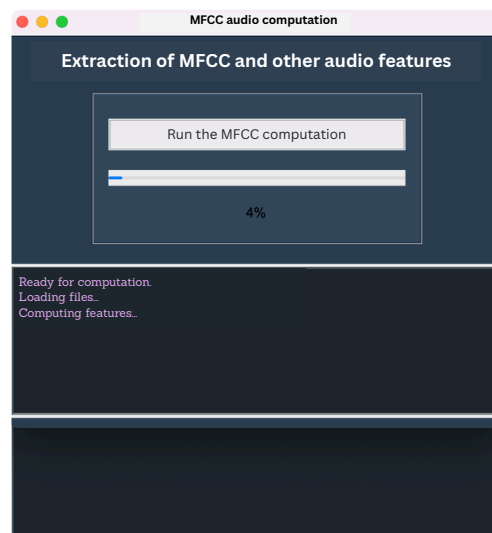 MFCC audio computation
Extraction of MFCC and other audio features
Run the MFCC computation
4%
Ready for computation.
Loading files...
Computing features...